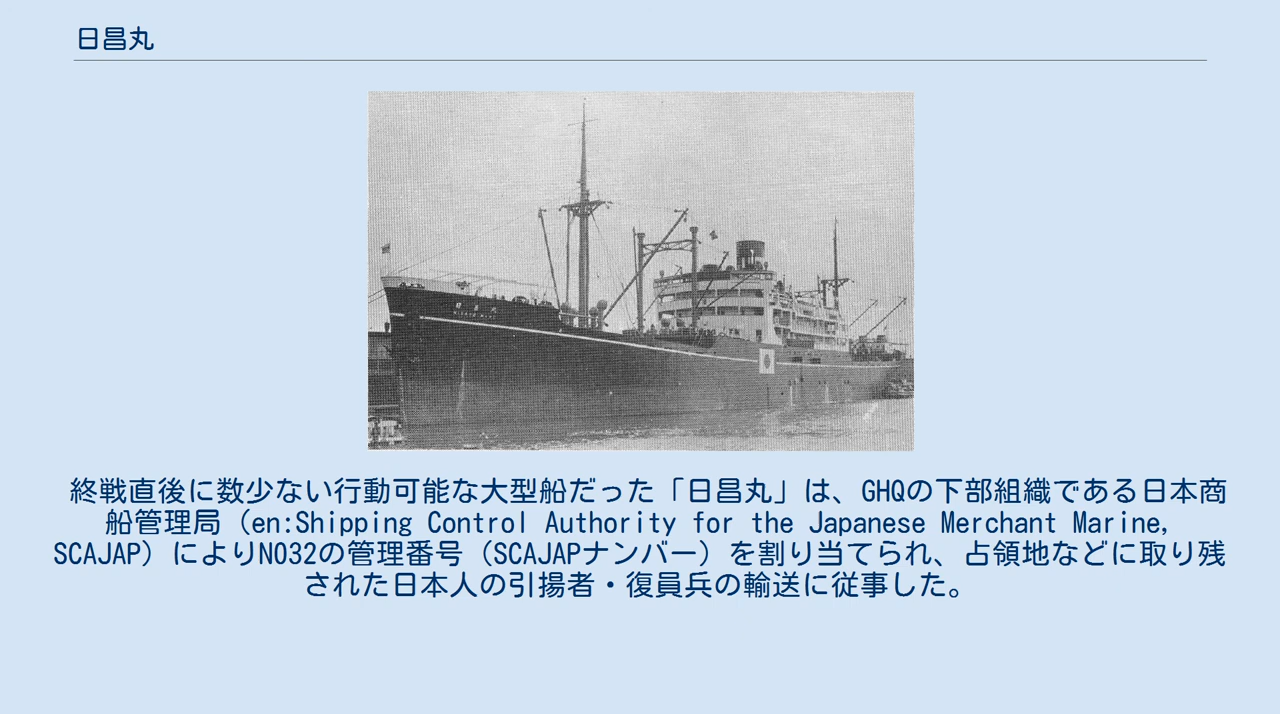 日昌丸
終戦直後に数少ない行動可能な大型船だった「日昌丸」は、GHQの下部組織である日本商
船管理局（en:Shipping Control Authority for the Japanese Merchant Marine,
SCAJAP）によりN032の管理番号（SCAJAPナンバー）を割り当てられ、占領地などに取り残
された日本人の引揚者・復員兵の輸送に従事した。